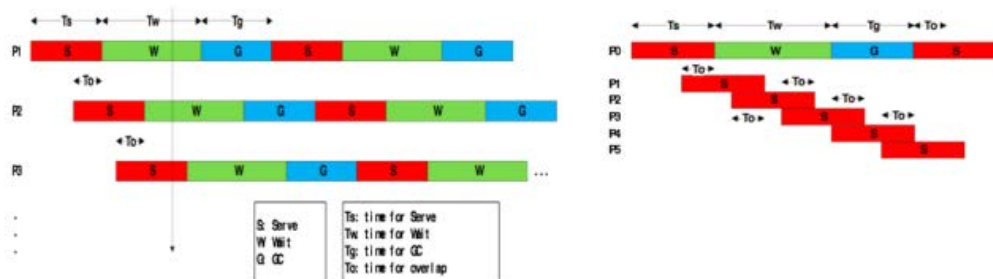 Ts Tw Tg
P1 S W G S W G
To
P2 S W G S W G
To
P3 S W G S W ...
S: Serve
W: Wait
G: GC
Ts: time for Serve
Tw: time for Wait
Tg: time for GC
To: time for overlap
Ts Tw Tg To
P0 S W G S
To
P1 S To
P2 S To
P3 To S To
P4 S
P5 S